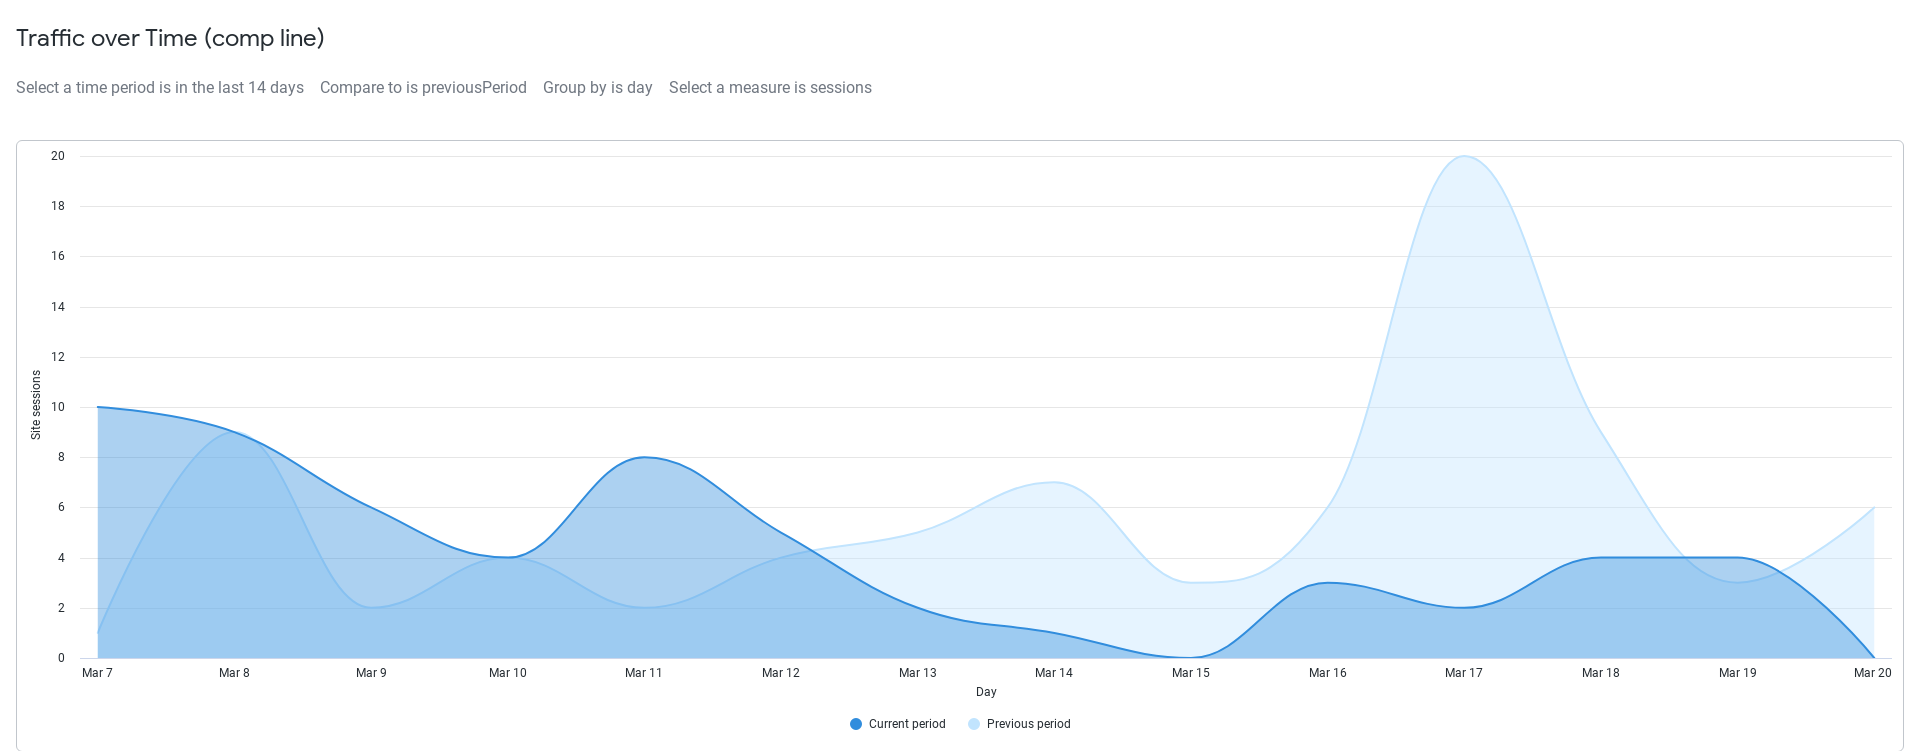 Traffic over Time (comp line)
Select a time period is in the last 14 days Compare to is previousPeriod Group by is day Select a measure is sessions
20
18
16
14
12
10
8
6
4
2
0
Site sessions
Mar 7 Mar 8 Mar 9 Mar 10 Mar 11 Mar 12 Mar 13 Mar 14 Mar 15 Mar 16 Mar 17 Mar 18 Mar 19 Mar 20
Day
Current period Previous period